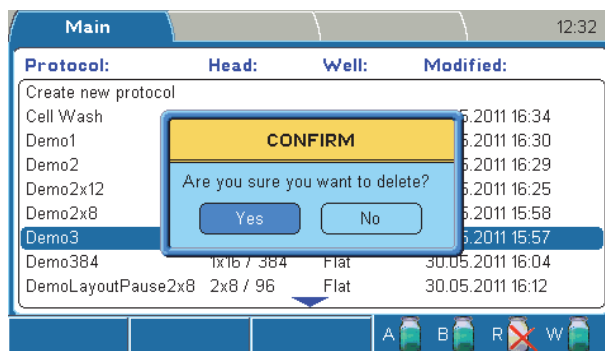 Main 12:32
Protocol: Head: Well: Modified:
Create new protocol
Cell Wash 5.2011 16:34
Demo1 5.2011 16:30
Demo2 5.2011 16:29
Demo2x12 5.2011 16:25
Demo2x8 5.2011 15:58
Demo3 5.2011 15:57
CONFIRM
Are you sure you want to delete?
Yes No
Demo384 1x16 / 384 Flat 30.05.2011 16:04
DemoLayoutPause2x8 2x8 / 96 Flat 30.05.2011 16:12
A B R W